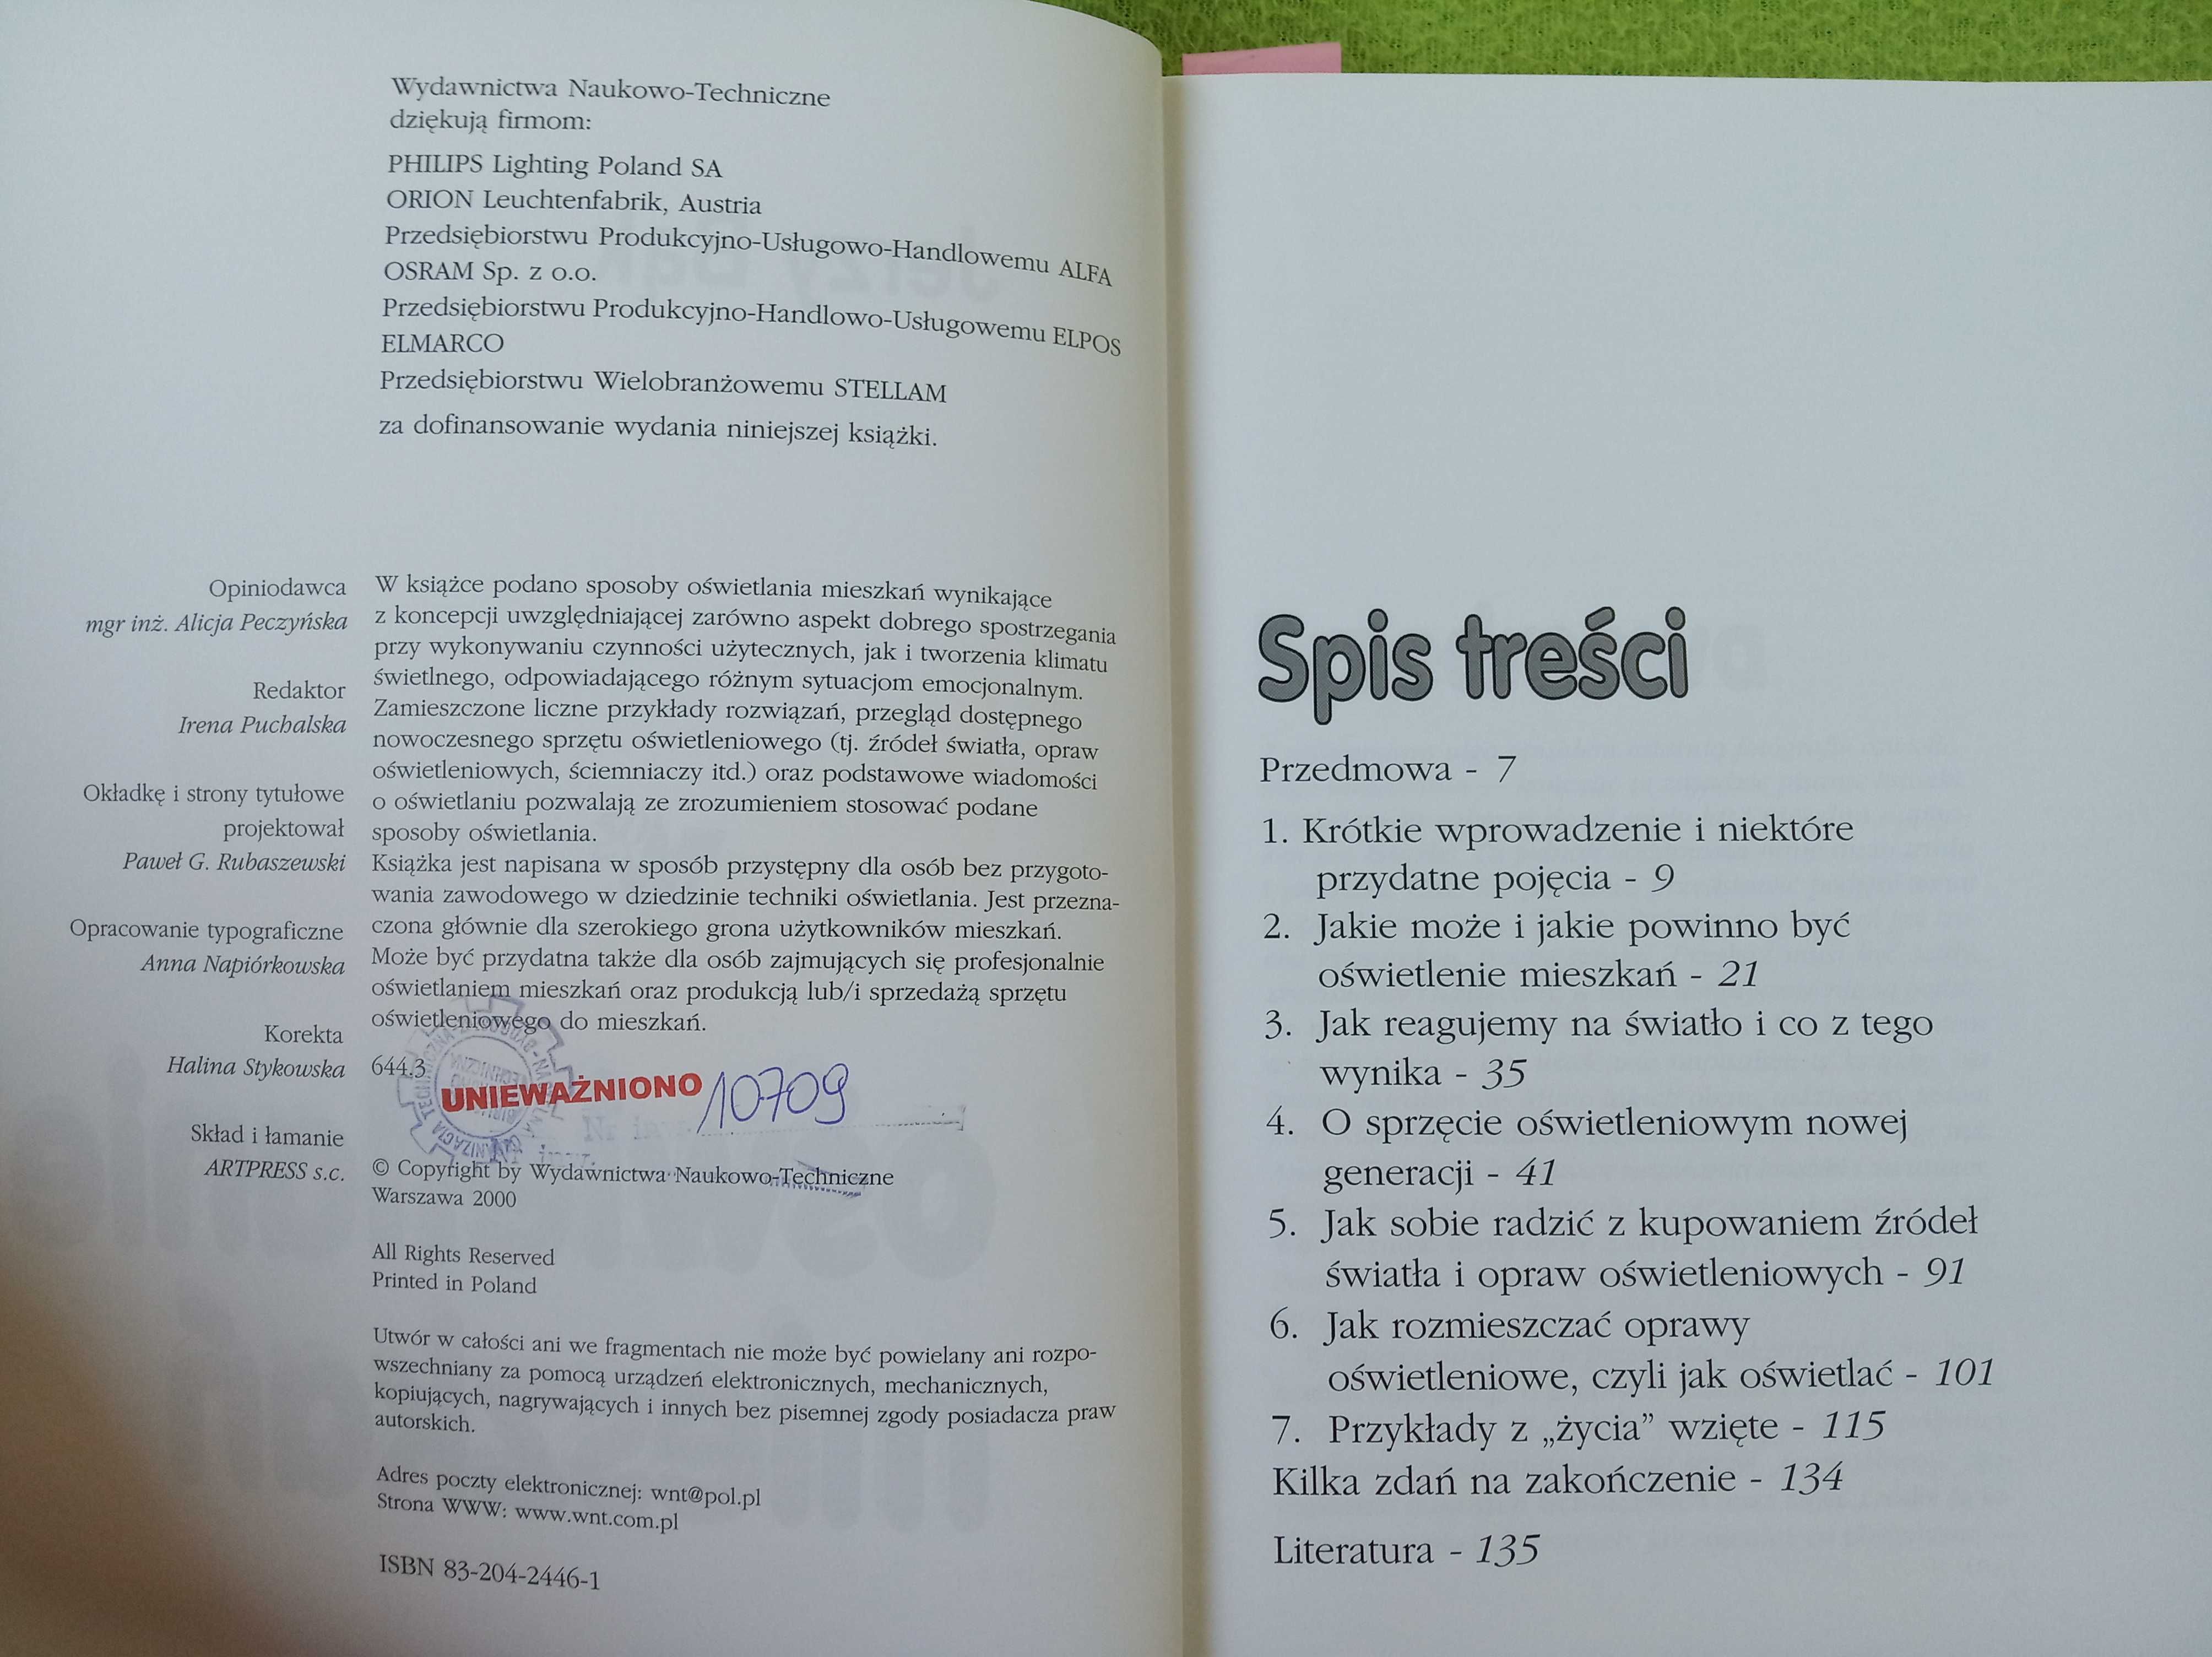 Wydawnictwa Naukowo-Techniczne
dziękują firmom:
PHILIPS Lighting Poland SA
ORION Leuchtenfabrik, Austria
Przedsiębiorstwu Produkcyjno-Usługowo-Handlowemu ALFA
OSRAM Sp. z o.o.
Przedsiębiorstwu Produkcyjno-Handlowo-Usługowemu ELPOS
ELMARCO
Przedsiębiorstwu Wielobranżowemu STELLAM
za dofinansowanie wydania niniejszej książki.
Opiniodawca
mgr inż. Alicja Peczyńska
Redaktor
Irena Puchalska
Okładkę i strony tytułowe
projektował
Paweł G. Rubaszewski
Opracowanie typograficzne
Anna Napiórkowska
Korekta
Halina Stykowska
Skład i łamanie
ARTPRESS s.c.
W książce podano sposoby oświetlania mieszkań wynikające
z koncepcji uwzględniającej zarówno aspekt dobrego spostrzegania
przy wykonywaniu czynności użytecznych, jak i tworzenia klimatu
świetlnego, odpowiadającego różnym sytuacjom emocjonalnym.
Zamieszczone liczne przykłady rozwiązań, przegląd dostępnego
nowoczesnego sprzętu oświetleniowego (tj. źródeł światła, opraw
oświetleniowych, ściemniaczy itd.) oraz podstawowe wiadomości
o oświetlaniu pozwalają ze zrozumieniem stosować podane
sposoby oświetlania.
Książka jest napisana w sposób przystępny dla osób bez przygoto-
wania zawodowego w dziedzinie techniki oświetlania. Jest przezna-
czona głównie dla szerokiego grona użytkowników mieszkań.
Może być przydatna także dla osób zajmujących się profesjonalnie
oświetlaniem mieszkań oraz produkcją lub/i sprzedażą sprzętu
oświetleniowego do mieszkań.
644.3
UNIEWAŻNIONO 10709
© Copyright by Wydawnictwa Naukowo-Techniczne
Warszawa 2000
All Rights Reserved
Printed in Poland
Utwór w całości ani we fragmentach nie może być powielany ani rozpo-
wszechniany za pomocą urządzeń elektronicznych, mechanicznych,
kopiujących, nagrywających i innych bez pisemnej zgody posiadacza praw
autorskich.
Adres poczty elektronicznej: wnt@pol.pl
Strona WWW: www.wnt.com.pl
ISBN 83-204-2446-1
Spis treści
Przedmowa - 7
1. Krótkie wprowadzenie i niektóre
przydatne pojęcia - 9
2. Jakie może i jakie powinno być
oświetlenie mieszkań - 21
3. Jak reagujemy na światło i co z tego
wynika - 35
4. O sprzęcie oświetleniowym nowej
generacji - 41
5. Jak sobie radzić z kupowaniem źródeł
światła i opraw oświetleniowych - 91
6. Jak rozmieszczać oprawy
oświetleniowe, czyli jak oświetlać - 101
7. Przykłady z „życia” wzięte - 115
Kilka zdań na zakończenie - 134
Literatura - 135